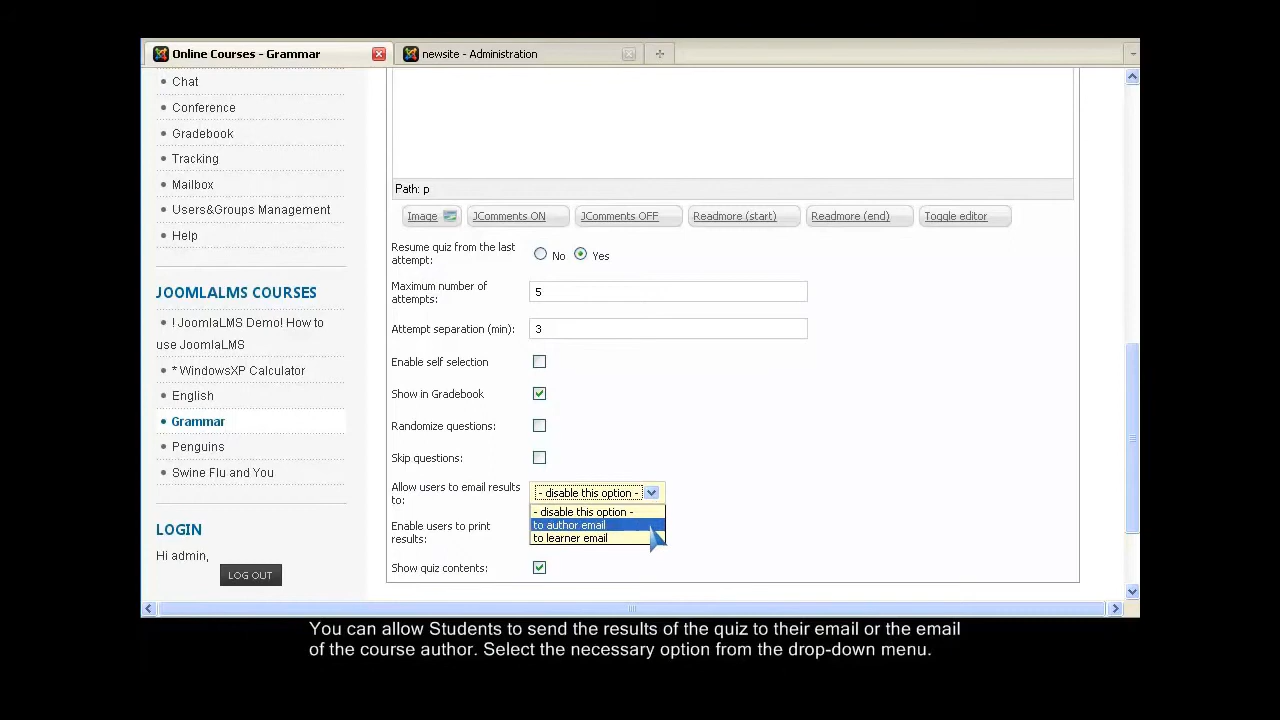 Online Courses - Grammar
newsite - Administration
Chat
Conference
Gradebook
Tracking
Mailbox
Users&Groups Management
Help
JOOMLALMS COURSES
! JoomlaLMS Demo! How to
use JoomlaLMS
* WindowsXP Calculator
English
Grammar
Penguins
Swine Flu and You
LOGIN
Hi admin,
LOG OUT
Path: p
Image JComments ON JComments OFF Readmore (start) Readmore (end) Toggle editor
Resume quiz from the last
attempt:
No Yes
Maximum number of
attempts:
5
Attempt separation (min):
3
Enable self selection
Show in Gradebook
Randomize questions:
Skip questions:
Allow users to email results
to:
- disable this option -
- disable this option -
to author email
to learner email
Enable users to print
results:
Show quiz contents:
You can allow Students to send the results of the quiz to their email or the email
of the course author. Select the necessary option from the drop-down menu.